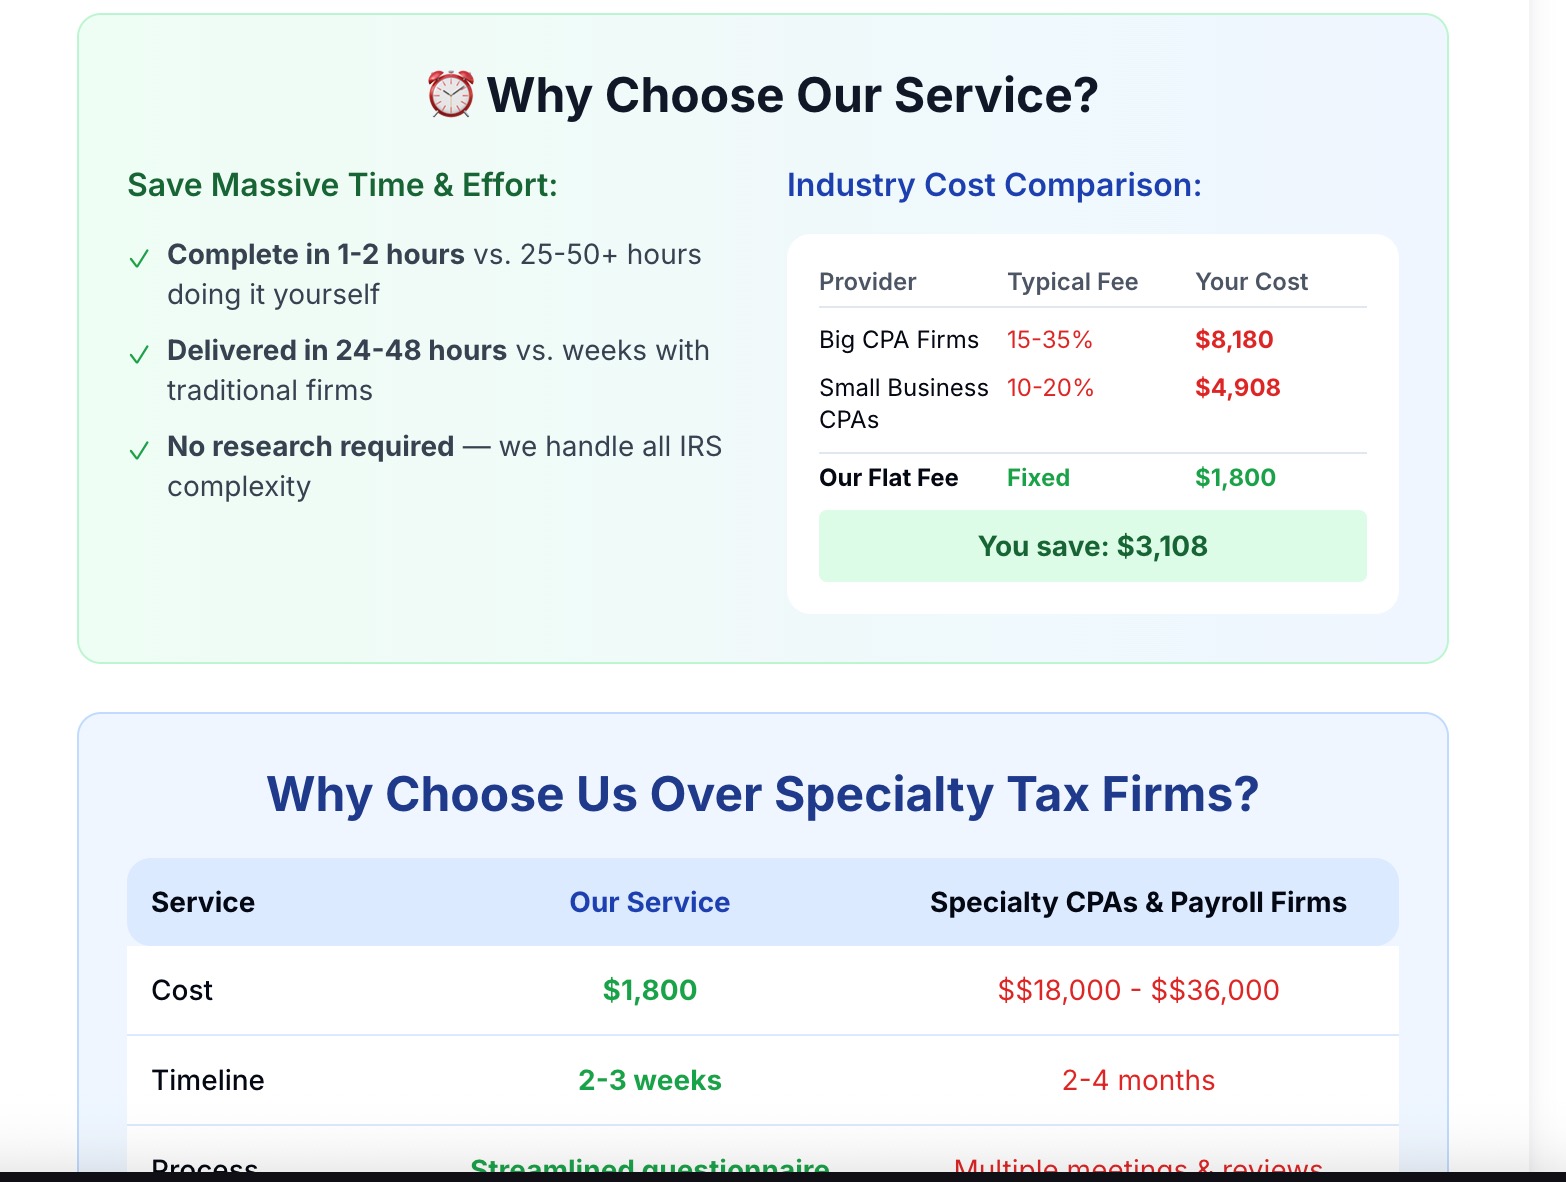 Why Choose Our Service?
Save Massive Time & Effort:
Complete in 1-2 hours vs. 25-50+ hours
doing it yourself
Delivered in 24-48 hours vs. weeks with
traditional firms
No research required — we handle all IRS
complexity
Industry Cost Comparison:
Provider Typical Fee Your Cost
Big CPA Firms 15-35% $8,180
Small Business 10-20% $4,908
CPAs
Our Flat Fee Fixed $1,800
You save: $3,108
Why Choose Us Over Specialty Tax Firms?
Service Our Service Specialty CPAs & Payroll Firms
Cost $1,800 $$18,000 - $$36,000
Timeline 2-3 weeks 2-4 months
Process Streamlined questionnaire Multiple meetings & reviews